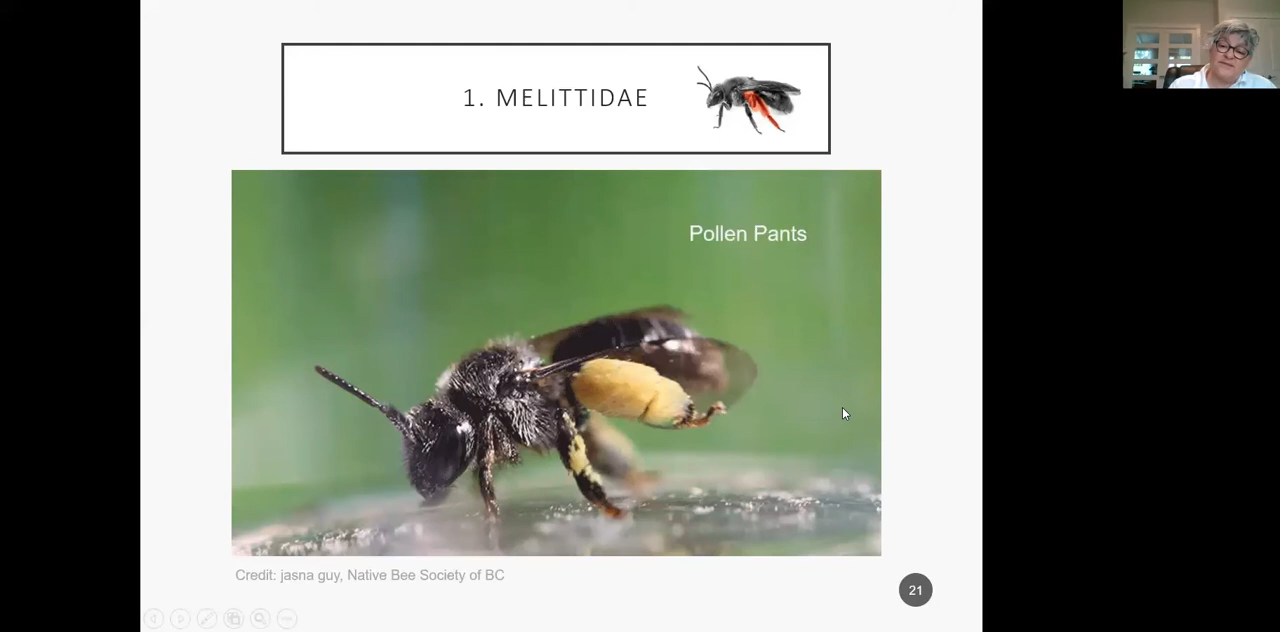 1. MELITTIDAE
Pollen Pants
Credit: jasna guy, Native Bee Society of BC
21